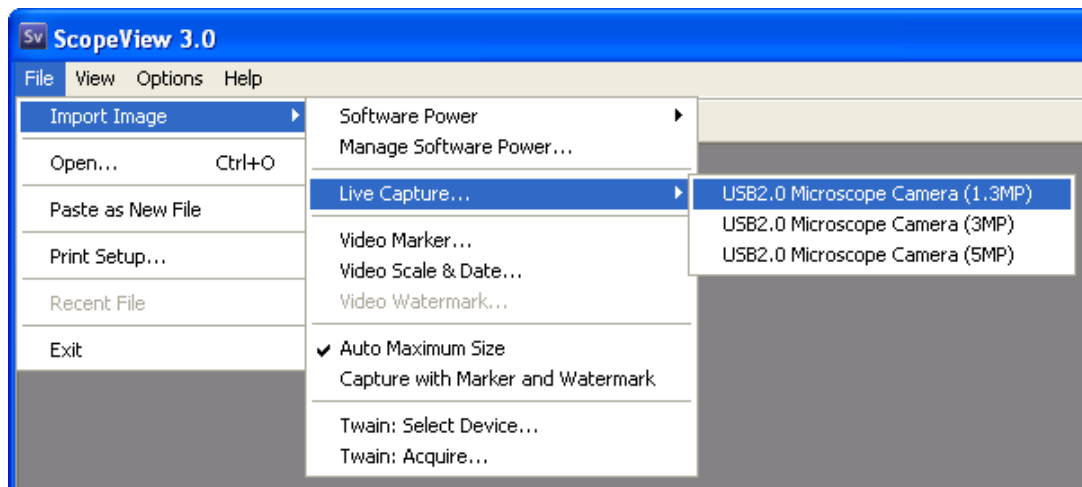 Sv ScopeView 3.0
File View Options Help
Import Image
Open... Ctrl+O
Paste as New File
Print Setup...
Recent File
Exit
Software Power
Manage Software Power...
Live Capture...
Video Marker...
Video Scale & Date...
Video Watermark...
Auto Maximum Size
Capture with Marker and Watermark
Twain: Select Device...
Twain: Acquire...
USB2.0 Microscope Camera (1.3MP)
USB2.0 Microscope Camera (3MP)
USB2.0 Microscope Camera (5MP)